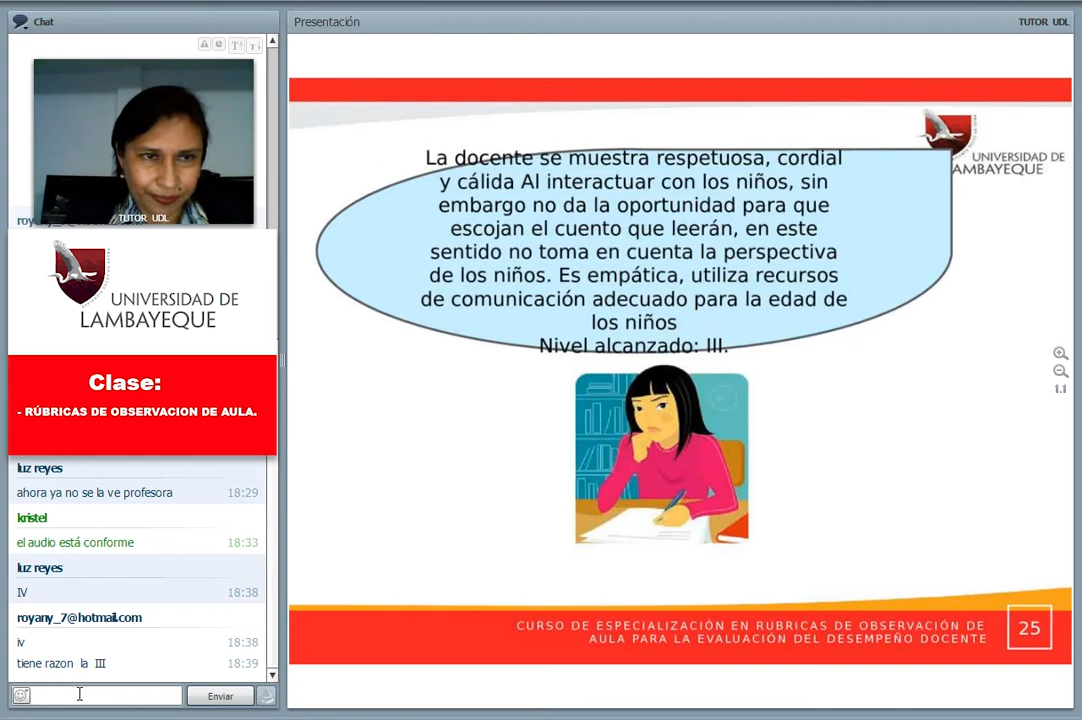 Chat
TUTOR UDL
UNIVERSIDAD DE
LAMBAYEQUE
Clase:
- RÚBRICAS DE OBSERVACION DE AULA.
luz reyes
ahora ya no se la ve profesora 18:29
kristel
el audio está conforme 18:33
luz reyes
IV 18:38
royany_7@hotmail.com
iv 18:38
tiene razon la III 18:39
Enviar
Presentación
TUTOR UDL
UNIVERSIDAD DE
LAMBAYEQUE
La docente se muestra respetuosa, cordial
y cálida Al interactuar con los niños, sin
embargo no da la oportunidad para que
escojan el cuento que leerán, en este
sentido no toma en cuenta la perspectiva
de los niños. Es empática, utiliza recursos
de comunicación adecuado para la edad de
los niños
Nivel alcanzado: III.
1.1
CURSO DE ESPECIALIZACIÓN EN RUBRICAS DE OBSERVACIÓN DE
AULA PARA LA EVALUACIÓN DEL DESEMPEÑO DOCENTE
25